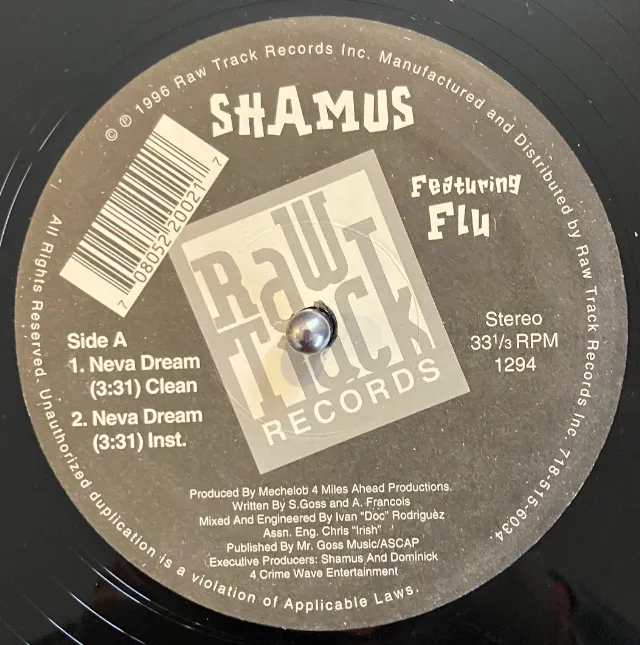 © ℗ 1996 Raw Track Records Inc. Manufactured and Distributed by Raw Track Records Inc. 718-515-6034.
SHAMUS
Featuring
Flu
7 08052 20021 7
Raw
Track
RECORDS
Stereo
33 1/3 RPM
1294
Side A
1. Neva Dream
(3:31) Clean
2. Neva Dream
(3:31) Inst.
Produced By Mechelob 4 Miles Ahead Productions.
Written By S.Goss and A. Francois
Mixed And Engineered By Ivan "Doc" Rodriguèz
Assn. Eng. Chris "Irish"
Published By Mr. Goss Music/ASCAP
Executive Producers: Shamus And Dominick
4 Crime Wave Entertainment
All Rights Reserved. Unauthorized duplication is a violation of Applicable Laws.